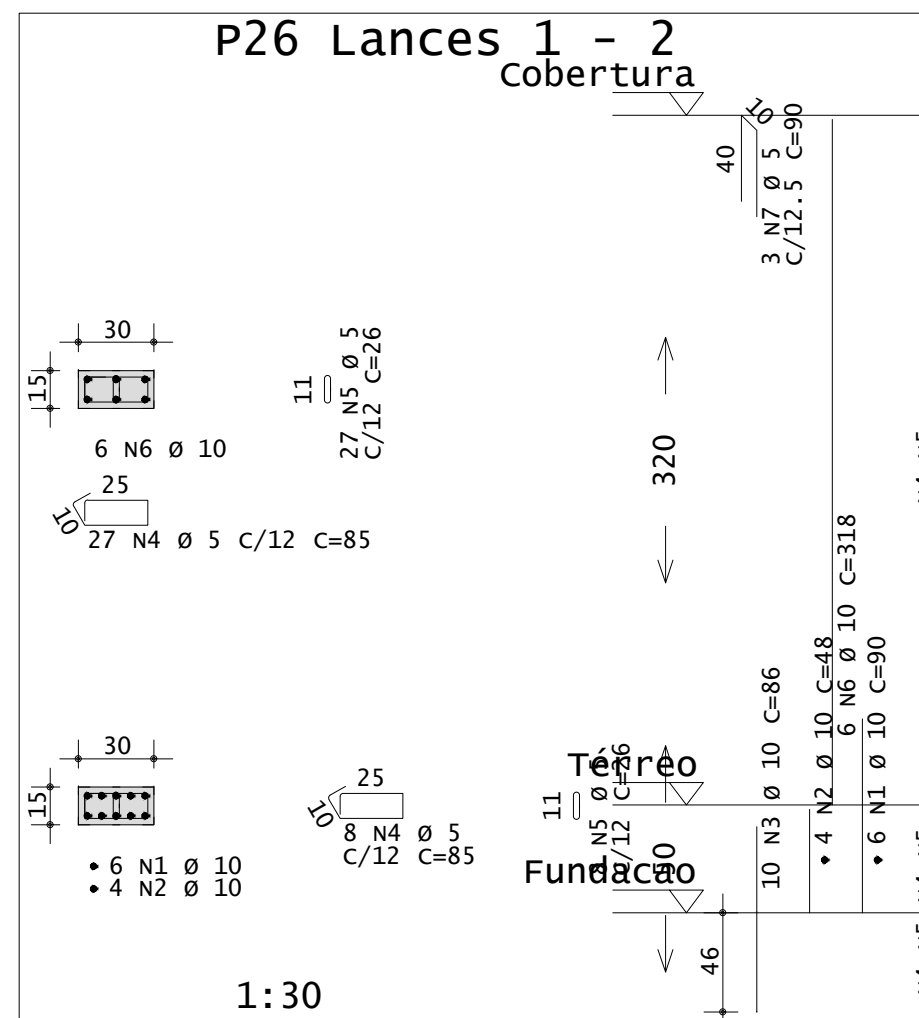 P26 Lances 1 - 2
Cobertura
10
40
3 N7 Ø 5
C/12.5 C=90
30
15
6 N6 Ø 10
11
27 N5 Ø 5
C/12 C=26
25
10
27 N4 Ø 5 C/12 C=85
320
6 N6 Ø 10 C=318
30
15
6 N1 Ø 10
4 N2 Ø 10
25
10
8 N4 Ø 5
C/12 C=85
11
N5 Ø 5
C/12 C=26
Térreo
50
Fundacao
10 N3 Ø 10 C=86
4 N2 Ø 10 C=48
6 N1 Ø 10 C=90
46
1:30